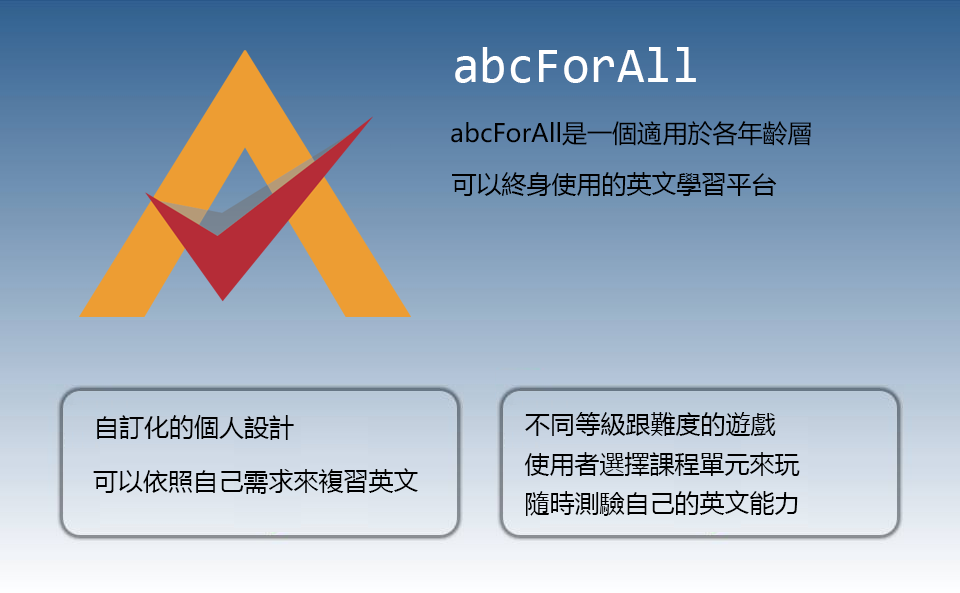 abcForAll
abcForAll是一個適用於各年齡層
可以終身使用的英文學習平台
自訂化的個人設計
可以依照自己需求來複習英文
不同等級跟難度的遊戲
使用者選擇課程單元來玩
隨時測驗自己的英文能力